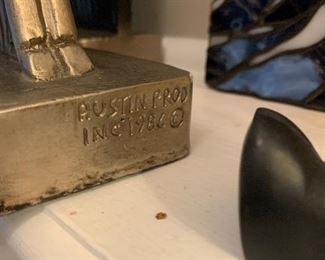 AUSTIN PROD
INC 1986 ©